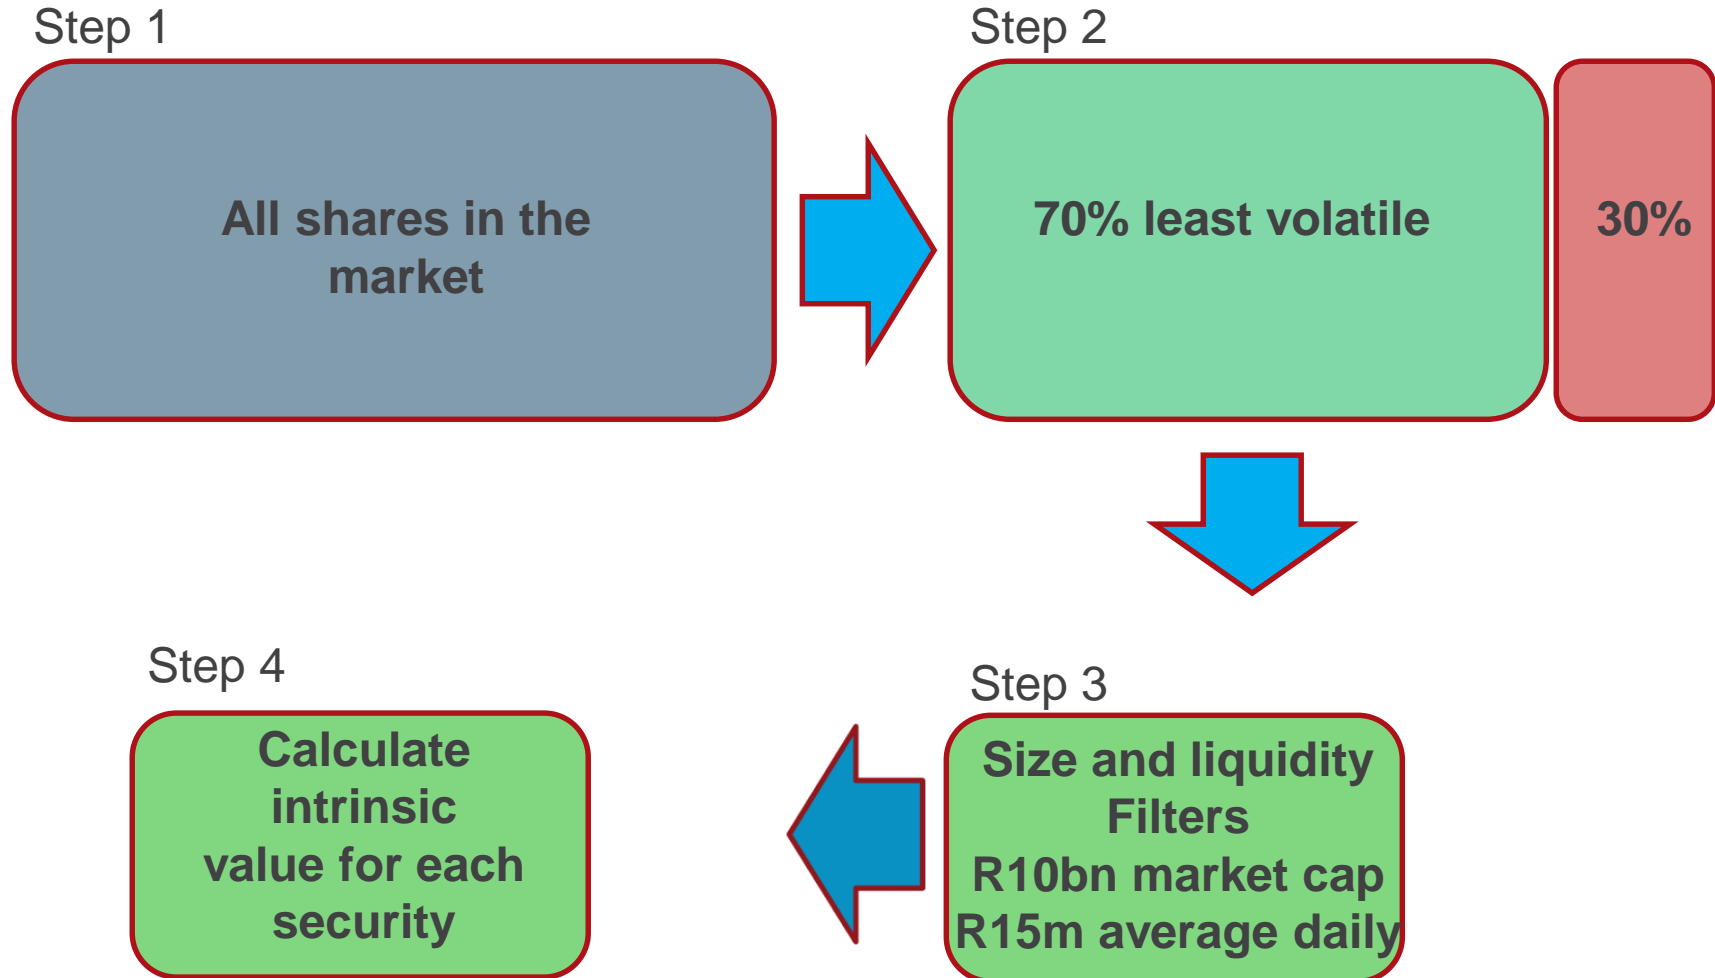 Step 1
All shares in the
market
Step 2
70% least volatile
30%
Step 3
Size and liquidity
Filters
R10bn market cap
R15m average daily
Step 4
Calculate
intrinsic
value for each
security